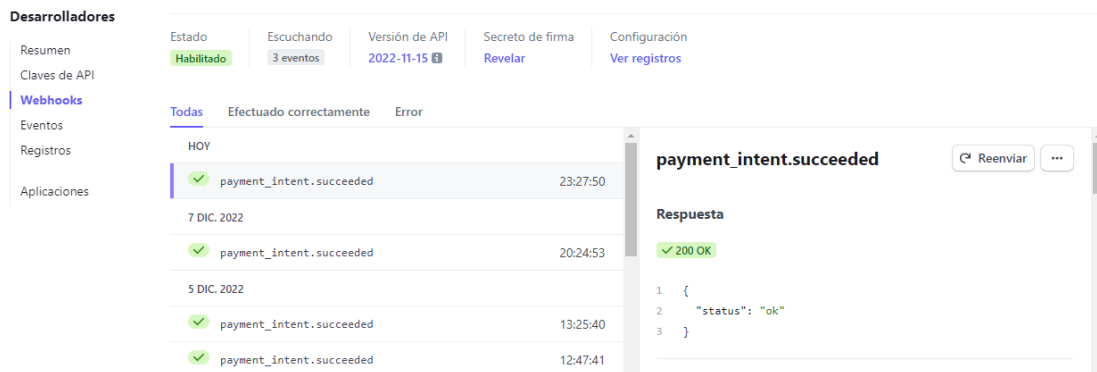 Desarrolladores
Resumen
Claves de API
Webhooks
Eventos
Registros
Aplicaciones
Estado
Habilitado
Escuchando
3 eventos
Versión de API
2022-11-15
Secreto de firma
Revelar
Configuración
Ver registros
Todas Efectuado correctamente Error
HOY
payment_intent.succeeded 23:27:50
7 DIC. 2022
payment_intent.succeeded 20:24:53
5 DIC. 2022
payment_intent.succeeded 13:25:40
payment_intent.succeeded 12:47:41
payment_intent.succeeded
Reenviar
Respuesta
200 OK
1 {
2 "status": "ok"
3 }